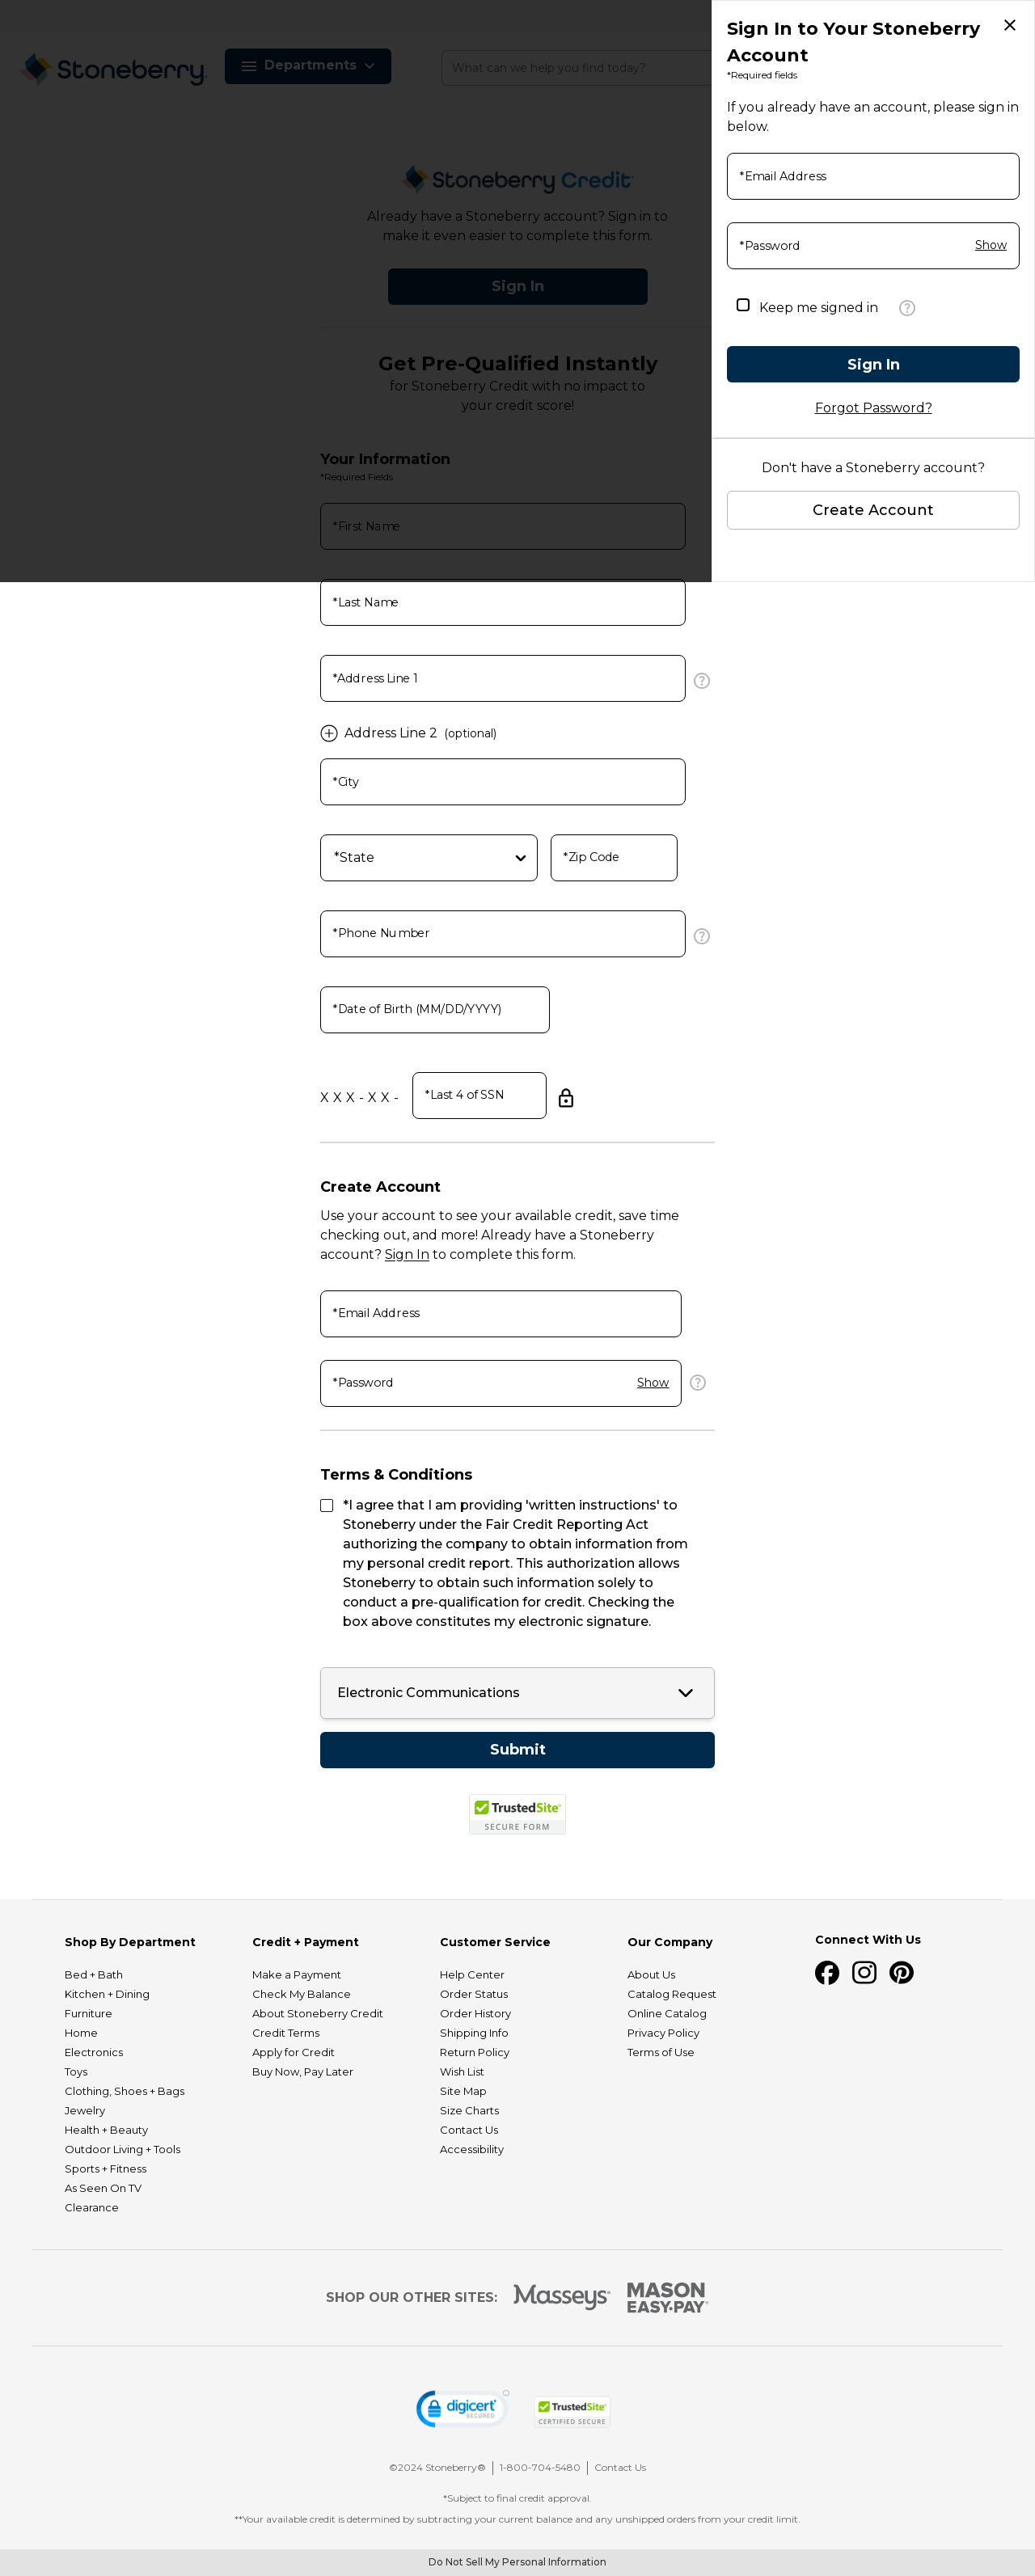 Stoneberry
Departments
What can we help you find today?
Stoneberry Credit
Already have a Stoneberry account? Sign in to
make it even easier to complete this form.
Sign In
Get Pre-Qualified Instantly
for Stoneberry Credit with no impact to
your credit score!
Your Information
*Required Fields
*First Name
Sign In to Your Stoneberry
Account
*Required fields
If you already have an account, please sign in
below.
*Email Address
*Password
Show
Keep me signed in
Sign In
Forgot Password?
Don't have a Stoneberry account?
Create Account
*Last Name
*Address Line 1
Address Line 2 (optional)
*City
*State
*Zip Code
*Phone Number
*Date of Birth (MM/DD/YYYY)
X X X - X X -
*Last 4 of SSN
Create Account
Use your account to see your available credit, save time
checking out, and more! Already have a Stoneberry
account? Sign In to complete this form.
*Email Address
*Password
Show
Terms & Conditions
*I agree that I am providing 'written instructions' to
Stoneberry under the Fair Credit Reporting Act
authorizing the company to obtain information from
my personal credit report. This authorization allows
Stoneberry to obtain such information solely to
conduct a pre-qualification for credit. Checking the
box above constitutes my electronic signature.
Electronic Communications
Submit
TrustedSite
SECURE FORM
Shop By Department
Bed + Bath
Kitchen + Dining
Furniture
Home
Electronics
Toys
Clothing, Shoes + Bags
Jewelry
Health + Beauty
Outdoor Living + Tools
Sports + Fitness
As Seen On TV
Clearance
Credit + Payment
Make a Payment
Check My Balance
About Stoneberry Credit
Credit Terms
Apply for Credit
Buy Now, Pay Later
Customer Service
Help Center
Order Status
Order History
Shipping Info
Return Policy
Wish List
Site Map
Size Charts
Contact Us
Accessibility
Our Company
About Us
Catalog Request
Online Catalog
Privacy Policy
Terms of Use
Connect With Us
SHOP OUR OTHER SITES:
Masseys
MASON
EASY•PAY
digicert
SECURED
TrustedSite
CERTIFIED SECURE
©2024 Stoneberry® | 1-800-704-5480 | Contact Us
*Subject to final credit approval.
**Your available credit is determined by subtracting your current balance and any unshipped orders from your credit limit.
Do Not Sell My Personal Information